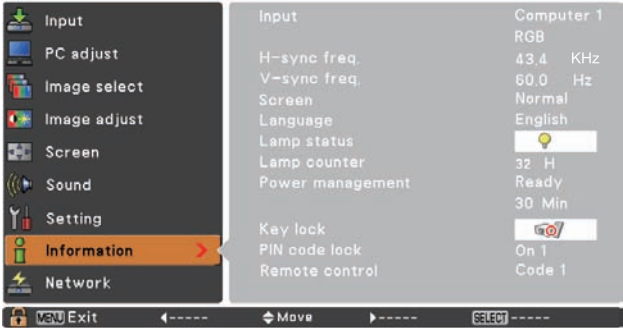 Input
PC adjust
Image select
Image adjust
Screen
Sound
Setting
Information
Network
Input Computer 1
RGB
H-sync freq. 43.4 KHz
V-sync freq. 60.0 Hz
Screen Normal
Language English
Lamp status
Lamp counter 32 H
Power management Ready
30 Min
Key lock
PIN code lock On 1
Remote control Code 1
MENU Exit ◀----- ◆Move ▶----- SELECT -----